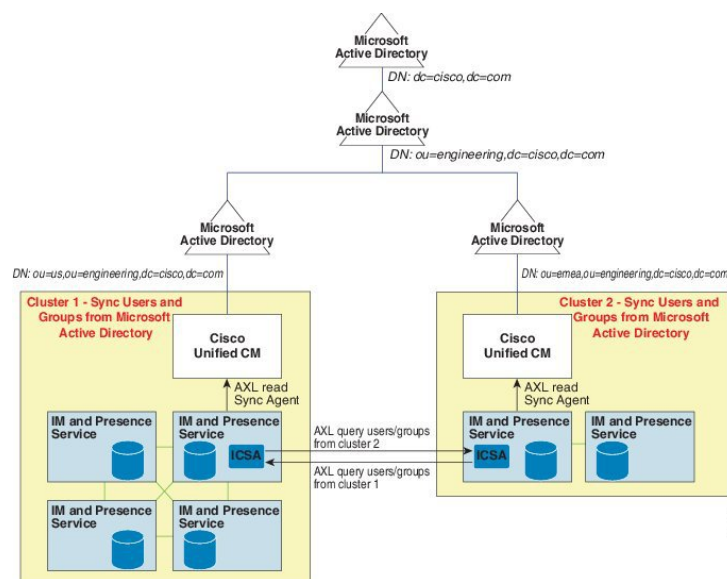 Microsoft
Active Directory
DN: dc=cisco,dc=com
Microsoft
Active Directory
DN: ou=engineering,dc=cisco,dc=com
Microsoft
Active Directory
DN: ou=us,ou=engineering,dc=cisco,dc=com
Microsoft
Active Directory
DN: ou=emea,ou=engineering,dc=cisco,dc=com
Cluster 1 - Sync Users and
Groups from Microsoft
Active Directory
Cisco
Unified CM
AXL read
Sync Agent
IM and Presence
Service
IM and Presence
Service
ICSA
IM and Presence
Service
IM and Presence
Service
AXL query users/groups
from cluster 2
AXL query users/groups
from cluster 1
Cluster 2 - Sync Users and
Groups from Microsoft
Active Directory
Cisco
Unified CM
AXL read
Sync Agent
IM and Presence
Service
ICSA
IM and Presence
Service